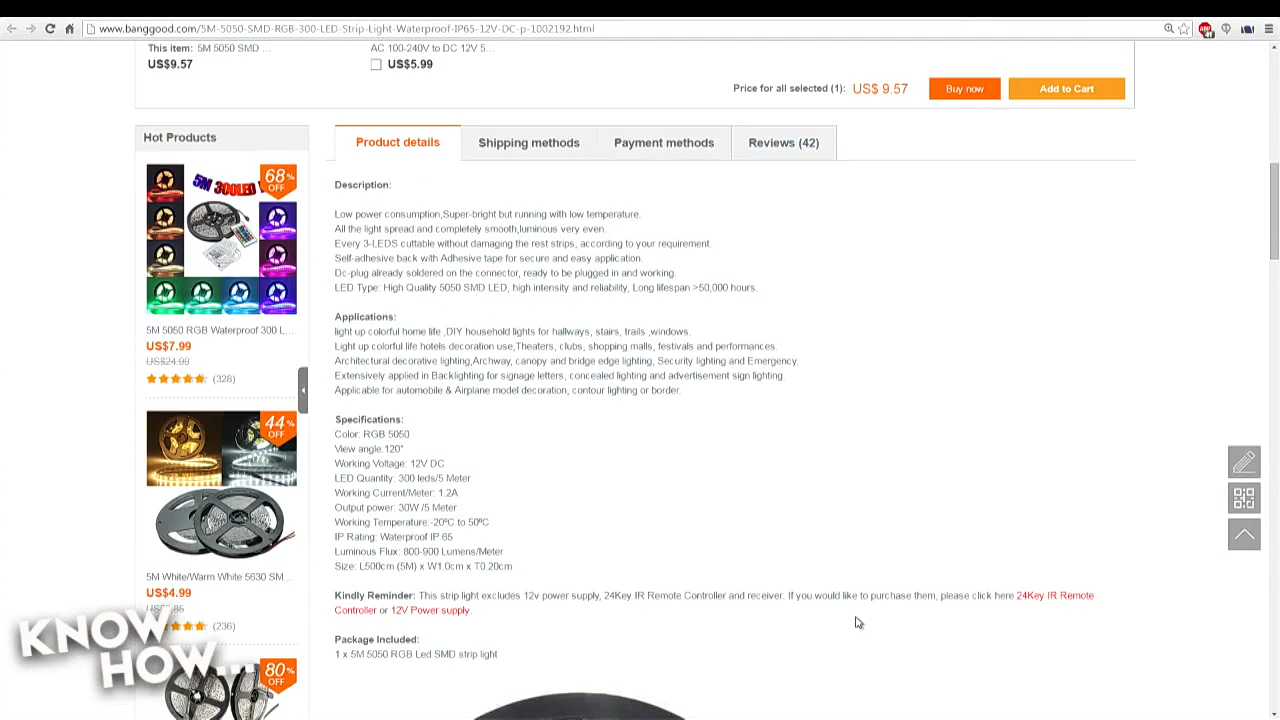 www.banggood.com/5M-5050-SMD-RGB-300-LED-Strip-Light-Waterproof-IP65-12V-DC-p-1002192.html
This item: 5M 5050 SMD ...
AC 100-240V to DC 12V 5...
US$9.57
US$5.99
Price for all selected (1): US$ 9.57
Buy now
Add to Cart
Hot Products
68% OFF
5M 300LED
5M 5050 RGB Waterproof 300 L...
US$7.99
US$24.00
(328)
44% OFF
5M White/Warm White 5630 SM...
US$4.99
(236)
80% OFF
Product details
Shipping methods
Payment methods
Reviews (42)
Description:
Low power consumption,Super-bright but running with low temperature.
All the light spread and completely smooth,luminous very even.
Every 3-LEDS cuttable without damaging the rest strips, according to your requirement.
Self-adhesive back with Adhesive tape for secure and easy application.
Dc-plug already soldered on the connector, ready to be plugged in and working.
LED Type: High Quality 5050 SMD LED, high intensity and reliability, Long lifespan >50,000 hours.
Applications:
light up colorful home life ,DIY household lights for hallways, stairs, trails ,windows.
Light up colorful life hotels decoration use,Theaters, clubs, shopping malls, festivals and performances.
Architectural decorative lighting,Archway, canopy and bridge edge lighting, Security lighting and Emergency.
Extensively applied in Backlighting for signage letters, concealed lighting and advertisement sign lighting.
Applicable for automobile & Airplane model decoration, contour lighting or border.
Specifications:
Color: RGB 5050
View angle:120°
Working Voltage: 12V DC
LED Quantity: 300 leds/5 Meter
Working Current/Meter: 1.2A
Output power: 30W /5 Meter
Working Temperature:-20ºC to 50ºC
IP Rating: Waterproof IP 65
Luminous Flux: 800-900 Lumens/Meter
Size: L500cm (5M) x W1.0cm x T0.20cm
Kindly Reminder: This strip light excludes 12v power supply, 24Key IR Remote Controller and receiver. If you would like to purchase them, please click here 24Key IR Remote
Controller or 12V Power supply.
Package Included:
1 x 5M 5050 RGB Led SMD strip light
KNOW
HOW...